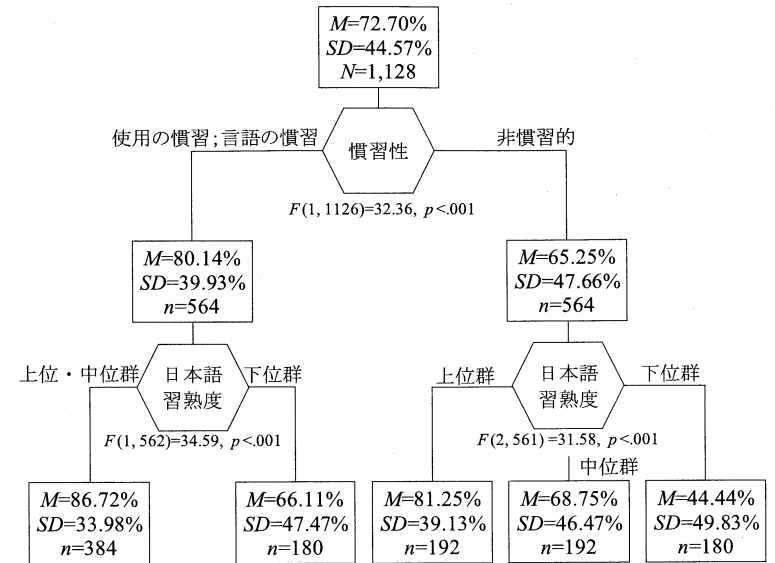 M=72.70%
SD=44.57%
N=1,128
使用の慣習;言語の慣習
慣習性
非慣習的
F(1, 1126)=32.36, p<.001
M=80.14%
SD=39.93%
n=564
M=65.25%
SD=47.66%
n=564
上位・中位群
日本語
習熟度
下位群
F(1, 562)=34.59, p<.001
上位群
日本語
習熟度
下位群
F(2, 561)=31.58, p<.001
中位群
M=86.72%
SD=33.98%
n=384
M=66.11%
SD=47.47%
n=180
M=81.25%
SD=39.13%
n=192
M=68.75%
SD=46.47%
n=192
M=44.44%
SD=49.83%
n=180